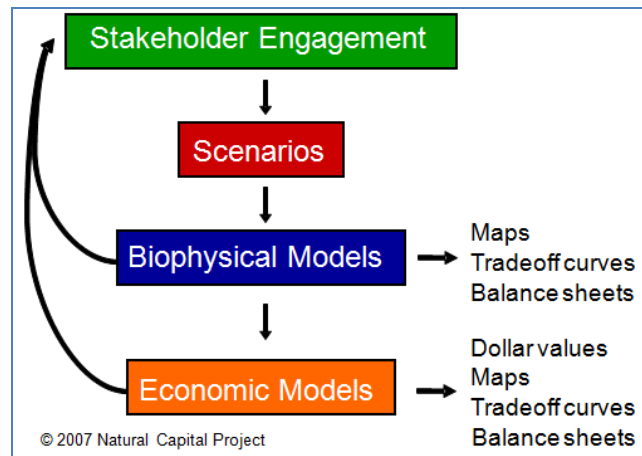 Stakeholder Engagement
Scenarios
Biophysical Models
Maps
Tradeoff curves
Balance sheets
Economic Models
Dollar values
Maps
Tradeoff curves
Balance sheets
© 2007 Natural Capital Project